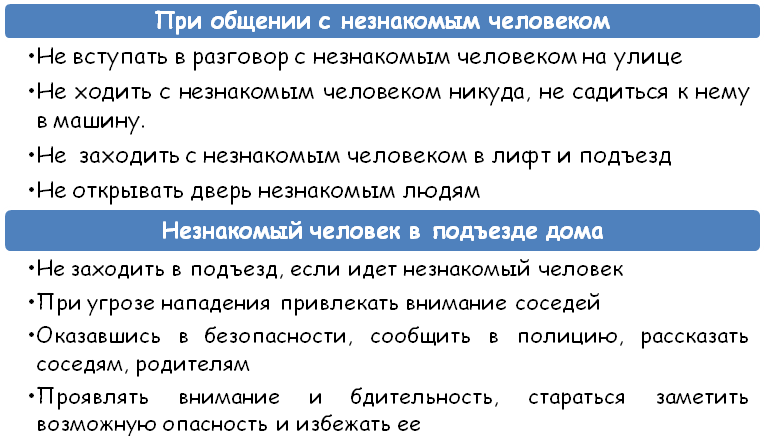 При общении с незнакомым человеком
•Не вступать в разговор с незнакомым человеком на улице
•Не ходить с незнакомым человеком никуда, не садиться к нему
в машину.
•Не заходить с незнакомым человеком в лифт и подъезд
•Не открывать дверь незнакомым людям
Незнакомый человек в подъезде дома
•Не заходить в подъезд, если идет незнакомый человек
•При угрозе нападения привлекать внимание соседей
•Оказавшись в безопасности, сообщить в полицию, рассказать
соседям, родителям
•Проявлять внимание и бдительность, стараться заметить
возможную опасность и избежать ее